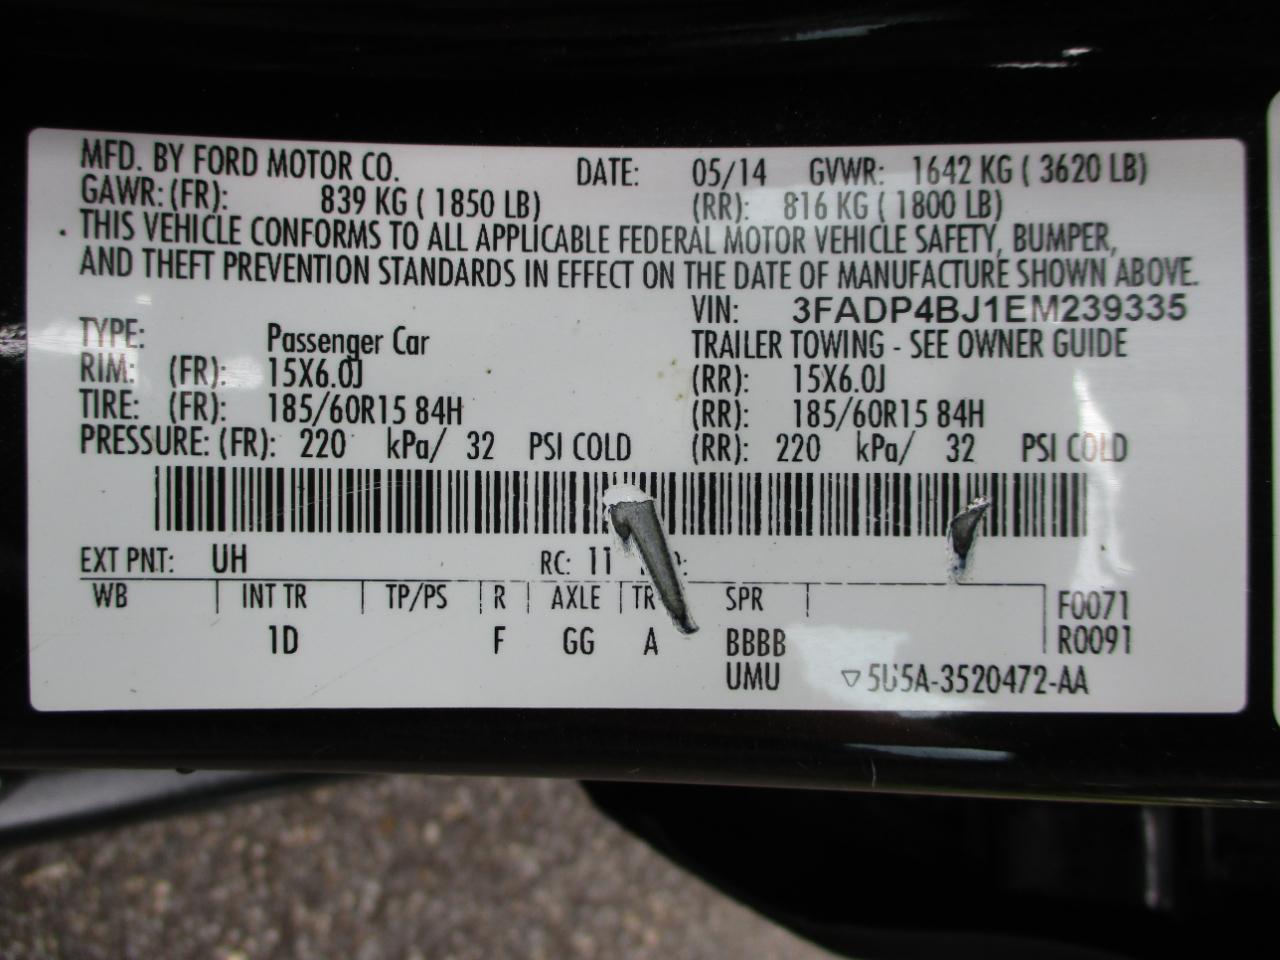 MFD. BY FORD MOTOR CO. DATE: 05/14 GVWR: 1642 KG ( 3620 LB)
GAWR: (FR): 839 KG ( 1850 LB) (RR): 816 KG ( 1800 LB)
THIS VEHICLE CONFORMS TO ALL APPLICABLE FEDERAL MOTOR VEHICLE SAFETY, BUMPER,
AND THEFT PREVENTION STANDARDS IN EFFECT ON THE DATE OF MANUFACTURE SHOWN ABOVE.
VIN: 3FADP4BJ1EM239335
TYPE: Passenger Car TRAILER TOWING - SEE OWNER GUIDE
RIM: (FR): 15X6.0J (RR): 15X6.0J
TIRE: (FR): 185/60R15 84H (RR): 185/60R15 84H
PRESSURE: (FR): 220 kPa/ 32 PSI COLD (RR): 220 kPa/ 32 PSI COLD
EXT PNT: UH RC: 11
WB INT TR TP/PS R AXLE TR SPR F0071
1D F GG A BBBB R0091
UMU ▽5U5A-3520472-AA